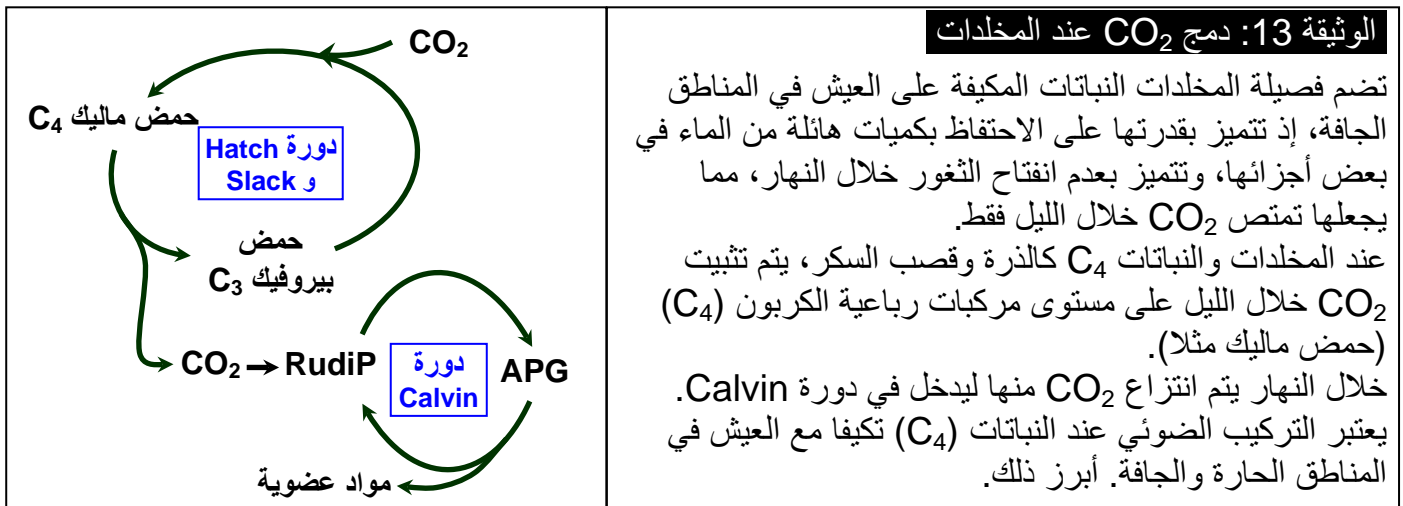 الوثيقة 13: دمج CO₂ عند المخلدات
تضم فصيلة المخلدات النباتات المكيفة على العيش في المناطق
الجافة، إذ تتميز بقدرتها على الاحتفاظ بكميات هائلة من الماء في
بعض أجزائها، وتتميز بعدم انفتاح الثغور خلال النهار، مما
يجعلها تمتص CO₂ خلال الليل فقط.
عند المخلدات والنباتات C₄ كالذرة وقصب السكر، يتم تثبيت
CO₂ خلال الليل على مستوى مركبات رباعية الكربون (C₄)
(حمض ماليك مثلا).
خلال النهار يتم انتزاع CO₂ منها ليدخل في دورة Calvin.
يعتبر التركيب الضوئي عند النباتات (C₄) تكيفا مع العيش في
المناطق الحارة والجافة. أبرز ذلك.
CO₂
حمض ماليك C₄
دورة Hatch
و Slack
حمض
بيروفيك C₃
CO₂ → RudiP
دورة
Calvin
APG
مواد عضوية